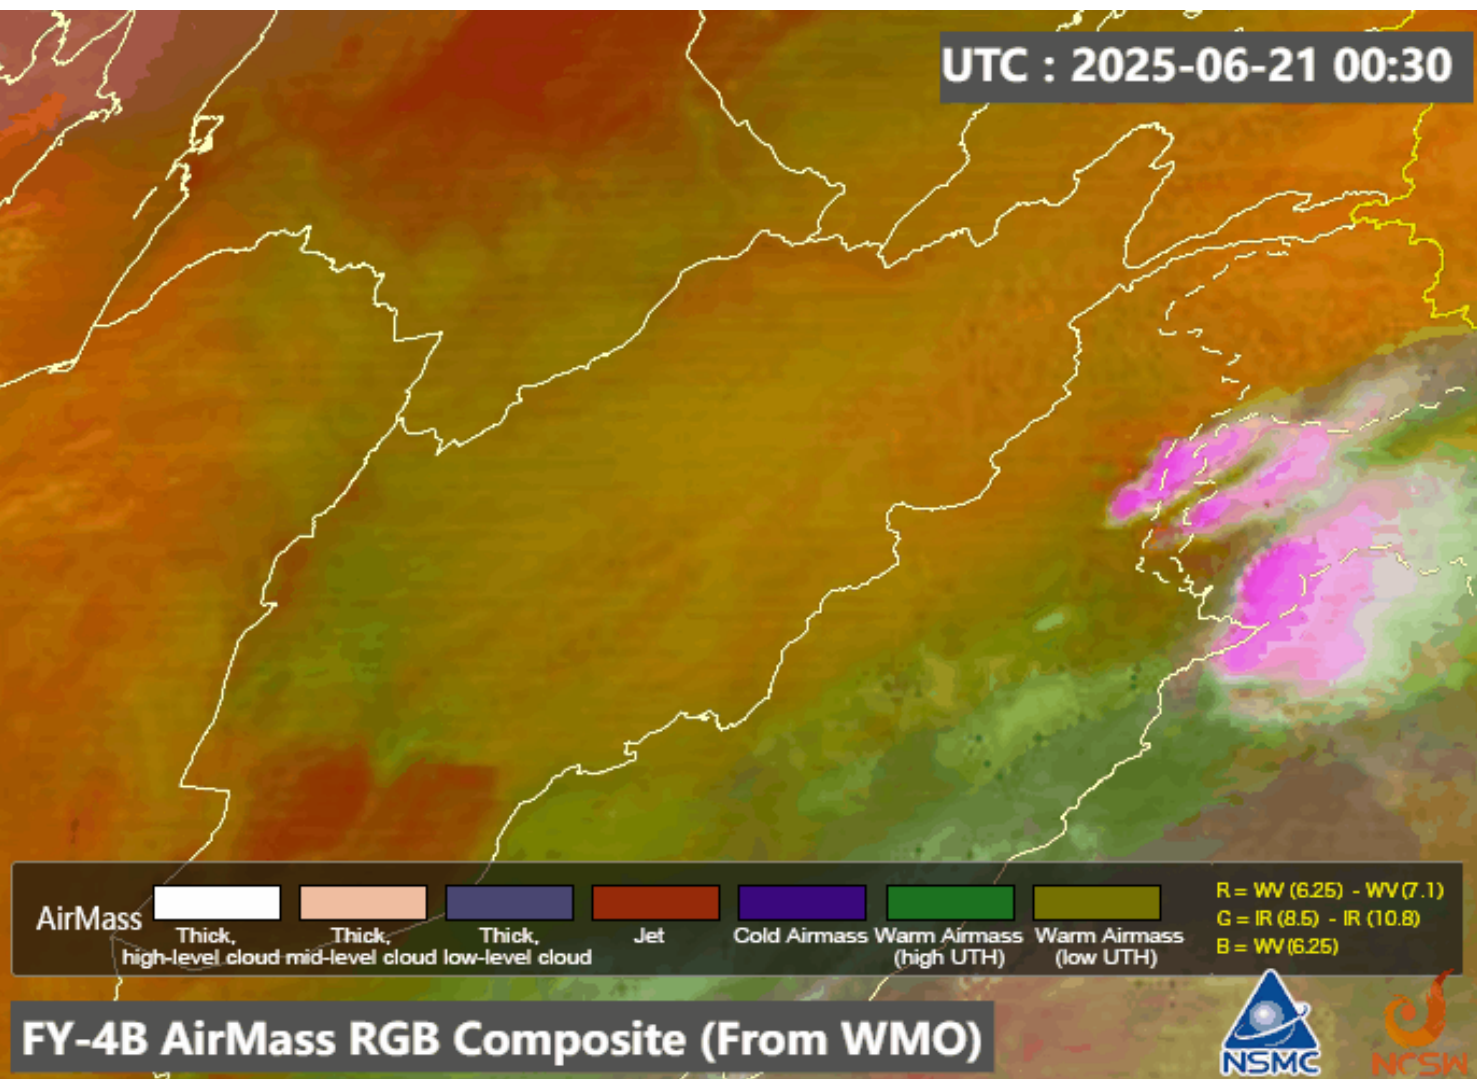 UTC : 2025-06-21 00:30
AirMass
Thick,
high-level cloud
Thick,
mid-level cloud
Thick,
low-level cloud
Jet
Cold Airmass
Warm Airmass
(high UTH)
Warm Airmass
(low UTH)
R = WV (6.25) - WV (7.1)
G = IR (8.5) - IR (10.8)
B = WV (6.25)
FY-4B AirMass RGB Composite (From WMO)
NSMC
NCSW